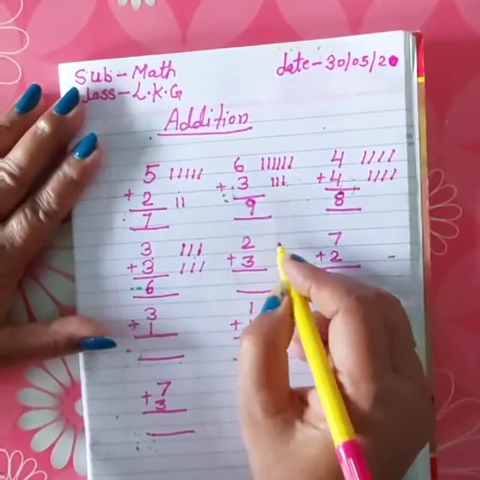 Sub - Math date - 30/05/20
Class - L.K.G
Addition
5 6 4
+ 2 + 3 + 4
7 9 8
3 2 7
+ 3 + 3 + 2
6
3 1
+ 1 +
7
+ 3